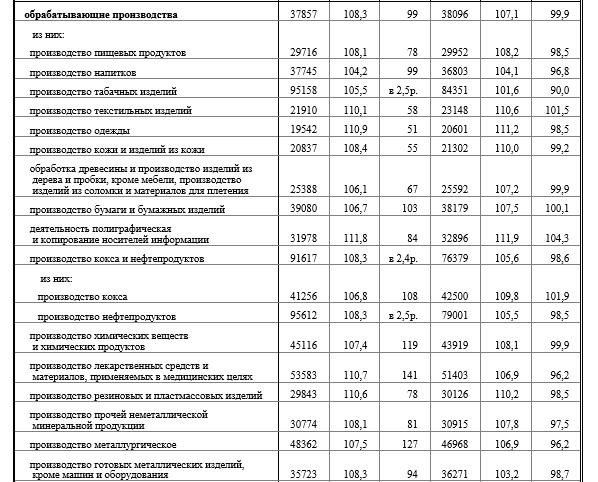 обрабатывающие производства 37857 108,3 99 38096 107,1 99,9
из них:
производство пищевых продуктов 29716 108,1 78 29952 108,2 98,5
производство напитков 37745 104,2 99 36803 104,1 96,8
производство табачных изделий 95158 105,5 в 2,5р. 84351 101,6 90,0
производство текстильных изделий 21910 110,1 58 23148 110,6 101,5
производство одежды 19542 110,9 51 20601 111,2 98,5
производство кожи и изделий из кожи 20837 108,4 55 21302 110,0 99,2
обработка древесины и производство изделий из
дерева и пробки, кроме мебели, производство
изделий из соломки и материалов для плетения 25388 106,1 67 25592 107,2 99,9
производство бумаги и бумажных изделий 39080 106,7 103 38179 107,5 100,1
деятельность полиграфическая
и копирование носителей информации 31978 111,8 84 32896 111,9 104,3
производство кокса и нефтепродуктов 91617 108,3 в 2,4р. 76379 105,6 98,6
из них:
производство кокса 41256 106,8 108 42500 109,8 101,9
производство нефтепродуктов 95612 108,3 в 2,5р. 79001 105,5 98,5
производство химических веществ
и химических продуктов 45116 107,4 119 43919 108,1 99,9
производство лекарственных средств и
материалов, применяемых в медицинских целях 53583 110,7 141 51403 106,9 96,2
производство резиновых и пластмассовых изделий 29843 110,6 78 30126 110,2 98,5
производство прочей неметаллической
минеральной продукции 30774 108,1 81 30915 107,8 97,5
производство металлургическое 48362 107,5 127 46968 106,9 96,2
производство готовых металлических изделий,
кроме машин и оборудования 35723 108,3 94 36271 103,2 98,7